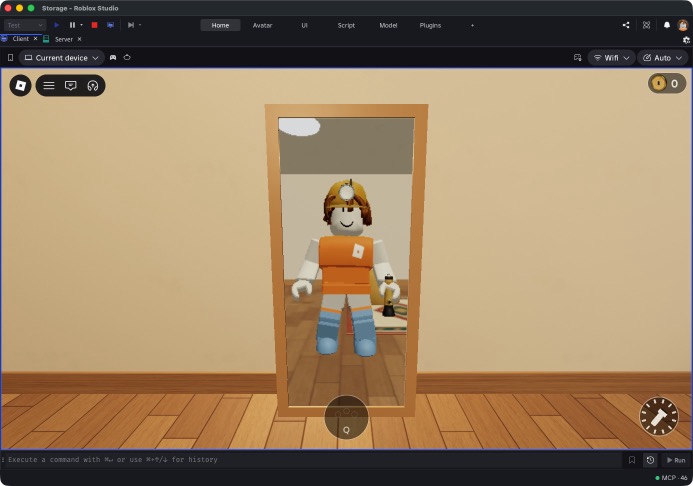 Storage - Roblox Studio
Test
Home
Avatar
UI
Script
Model
Plugins
+
Client
Server
Current device
Wifi
Auto
0
Q
Execute a command with ⌘↵ or use ⌘+↑/↓ for history
Run
MCP · 46